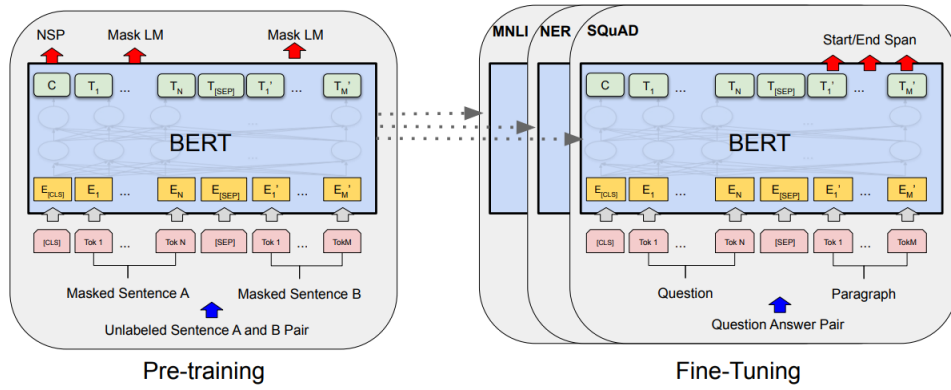 NSP Mask LM Mask LM
C T1 ... TN T[SEP] T1' ... TM'
BERT
E[CLS] E1 ... EN E[SEP] E1' ... EM'
[CLS] Tok 1 ... Tok N [SEP] Tok 1 ... TokM
Masked Sentence A Masked Sentence B
Unlabeled Sentence A and B Pair
Pre-training
MNLI NER SQuAD
Start/End Span
C T1 ... TN T[SEP] T1' ... TM'
BERT
E[CLS] E1 ... EN E[SEP] E1' ... EM'
[CLS] Tok 1 ... Tok N [SEP] Tok 1 ... TokM
Question Paragraph
Question Answer Pair
Fine-Tuning